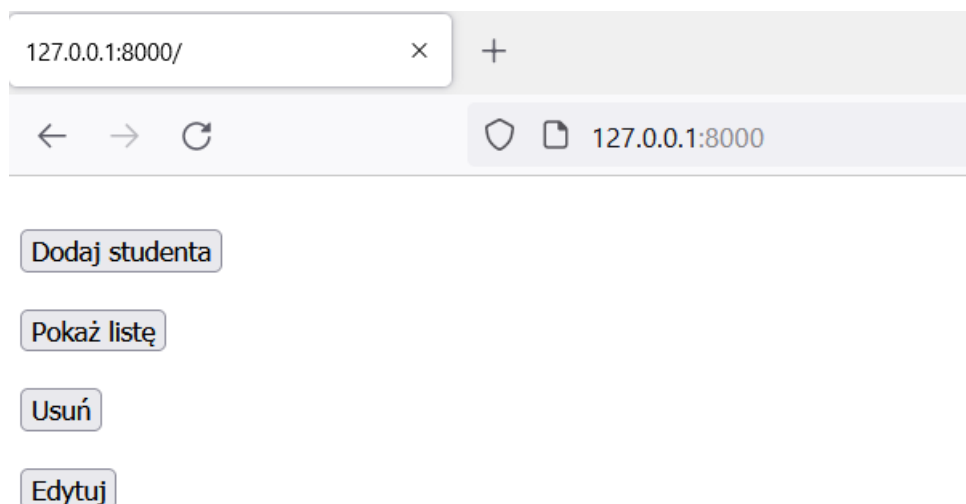 127.0.0.1:8000/
127.0.0.1:8000
Dodaj studenta
Pokaż listę
Usuń
Edytuj